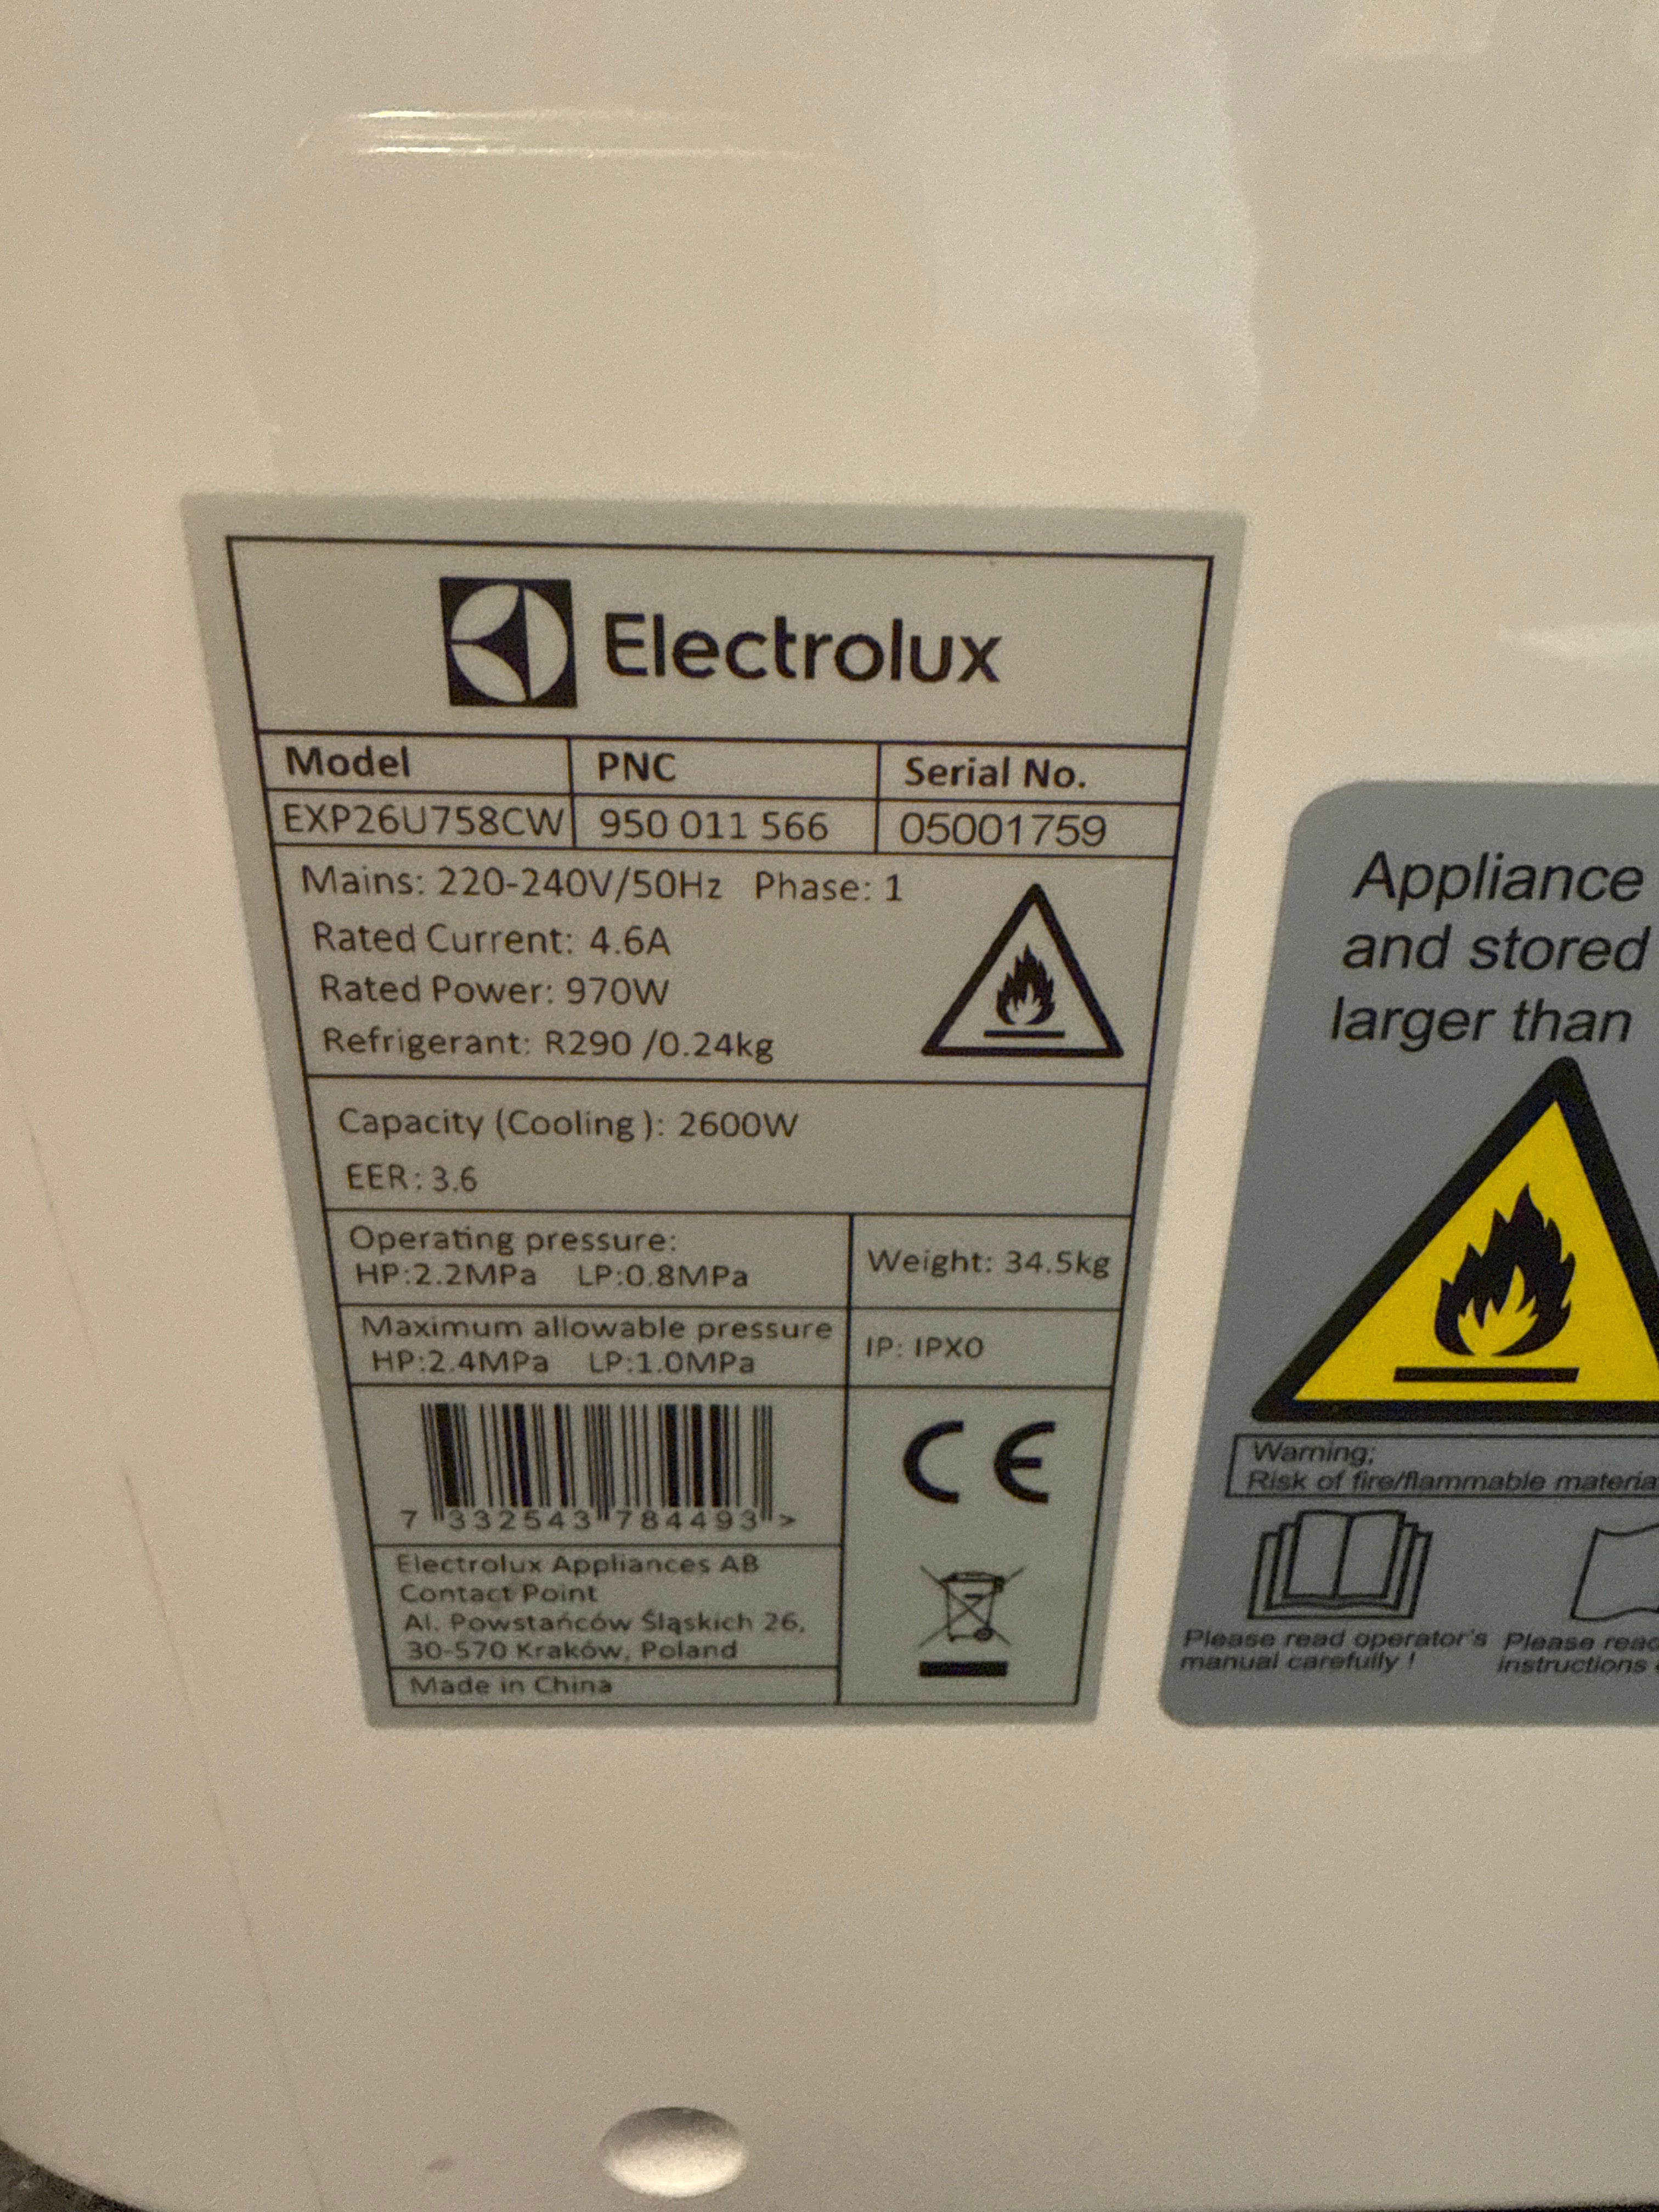 Electrolux
Model PNC Serial No.
EXP26U758CW 950 011 566 05001759
Mains: 220-240V/50Hz Phase: 1
Rated Current: 4.6A
Rated Power: 970W
Refrigerant: R290 /0.24kg
Capacity (Cooling): 2600W
EER: 3.6
Operating pressure:
HP:2.2MPa LP:0.8MPa
Weight: 34.5kg
Maximum allowable pressure
HP:2.4MPa LP:1.0MPa
IP: IPX0
7 332543 784493 >
CE
Electrolux Appliances AB
Contact Point
Al. Powstańców Śląskich 26,
30-570 Kraków, Poland
Made in China
Appliance
and stored
larger than
Warning;
Risk of fire/flammable materia
Please read operator's
manual carefully !
Please read
instructions